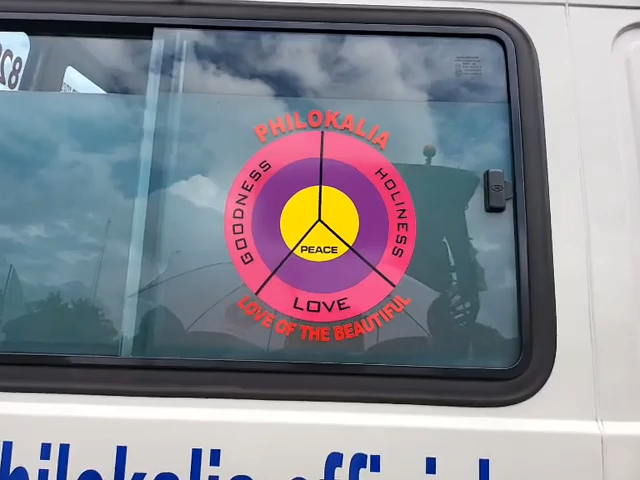 PHILOKALIA
GOODNESS
HOLINESS
PEACE
LOVE
LOVE OF THE BEAUTIFUL